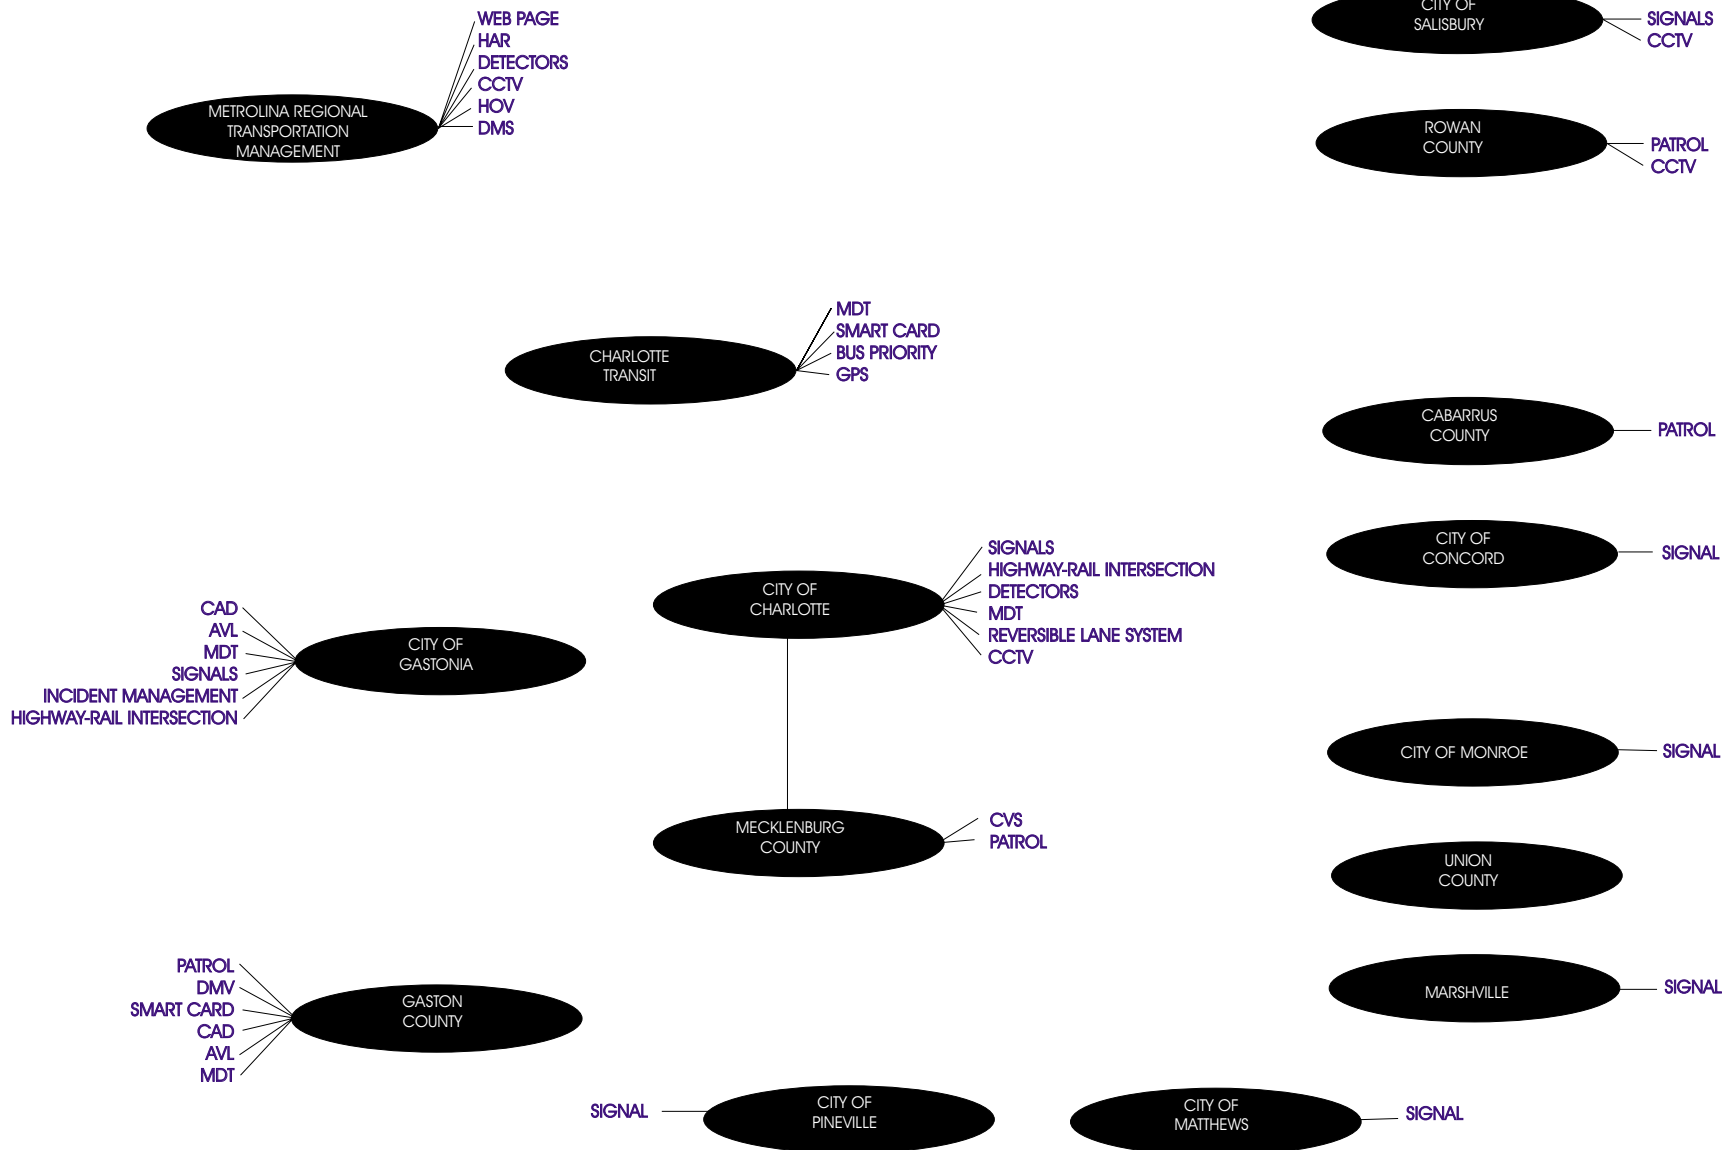 WEB PAGE
HAR
DETECTORS
CCTV
HOV
DMS
METROLINA REGIONAL
TRANSPORTATION
MANAGEMENT
CITY OF
SALISBURY
SIGNALS
CCTV
ROWAN
COUNTY
PATROL
CCTV
MDT
SMART CARD
BUS PRIORITY
GPS
CHARLOTTE
TRANSIT
CABARRUS
COUNTY
PATROL
CITY OF
CONCORD
SIGNAL
SIGNALS
HIGHWAY-RAIL INTERSECTION
DETECTORS
MDT
REVERSIBLE LANE SYSTEM
CCTV
CITY OF
CHARLOTTE
CAD
AVL
MDT
SIGNALS
INCIDENT MANAGEMENT
HIGHWAY-RAIL INTERSECTION
CITY OF
GASTONIA
CITY OF MONROE
SIGNAL
MECKLENBURG
COUNTY
CVS
PATROL
UNION
COUNTY
PATROL
DMV
SMART CARD
CAD
AVL
MDT
GASTON
COUNTY
MARSHVILLE
SIGNAL
SIGNAL
CITY OF
PINEVILLE
CITY OF
MATTHEWS
SIGNAL